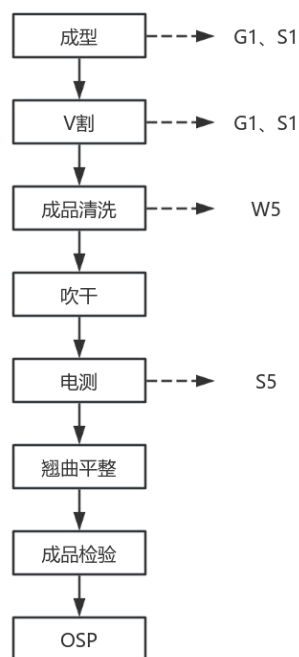 成型 G1、S1
V割 G1、S1
成品清洗 W5
吹干
电测 S5
翘曲平整
成品检验
OSP